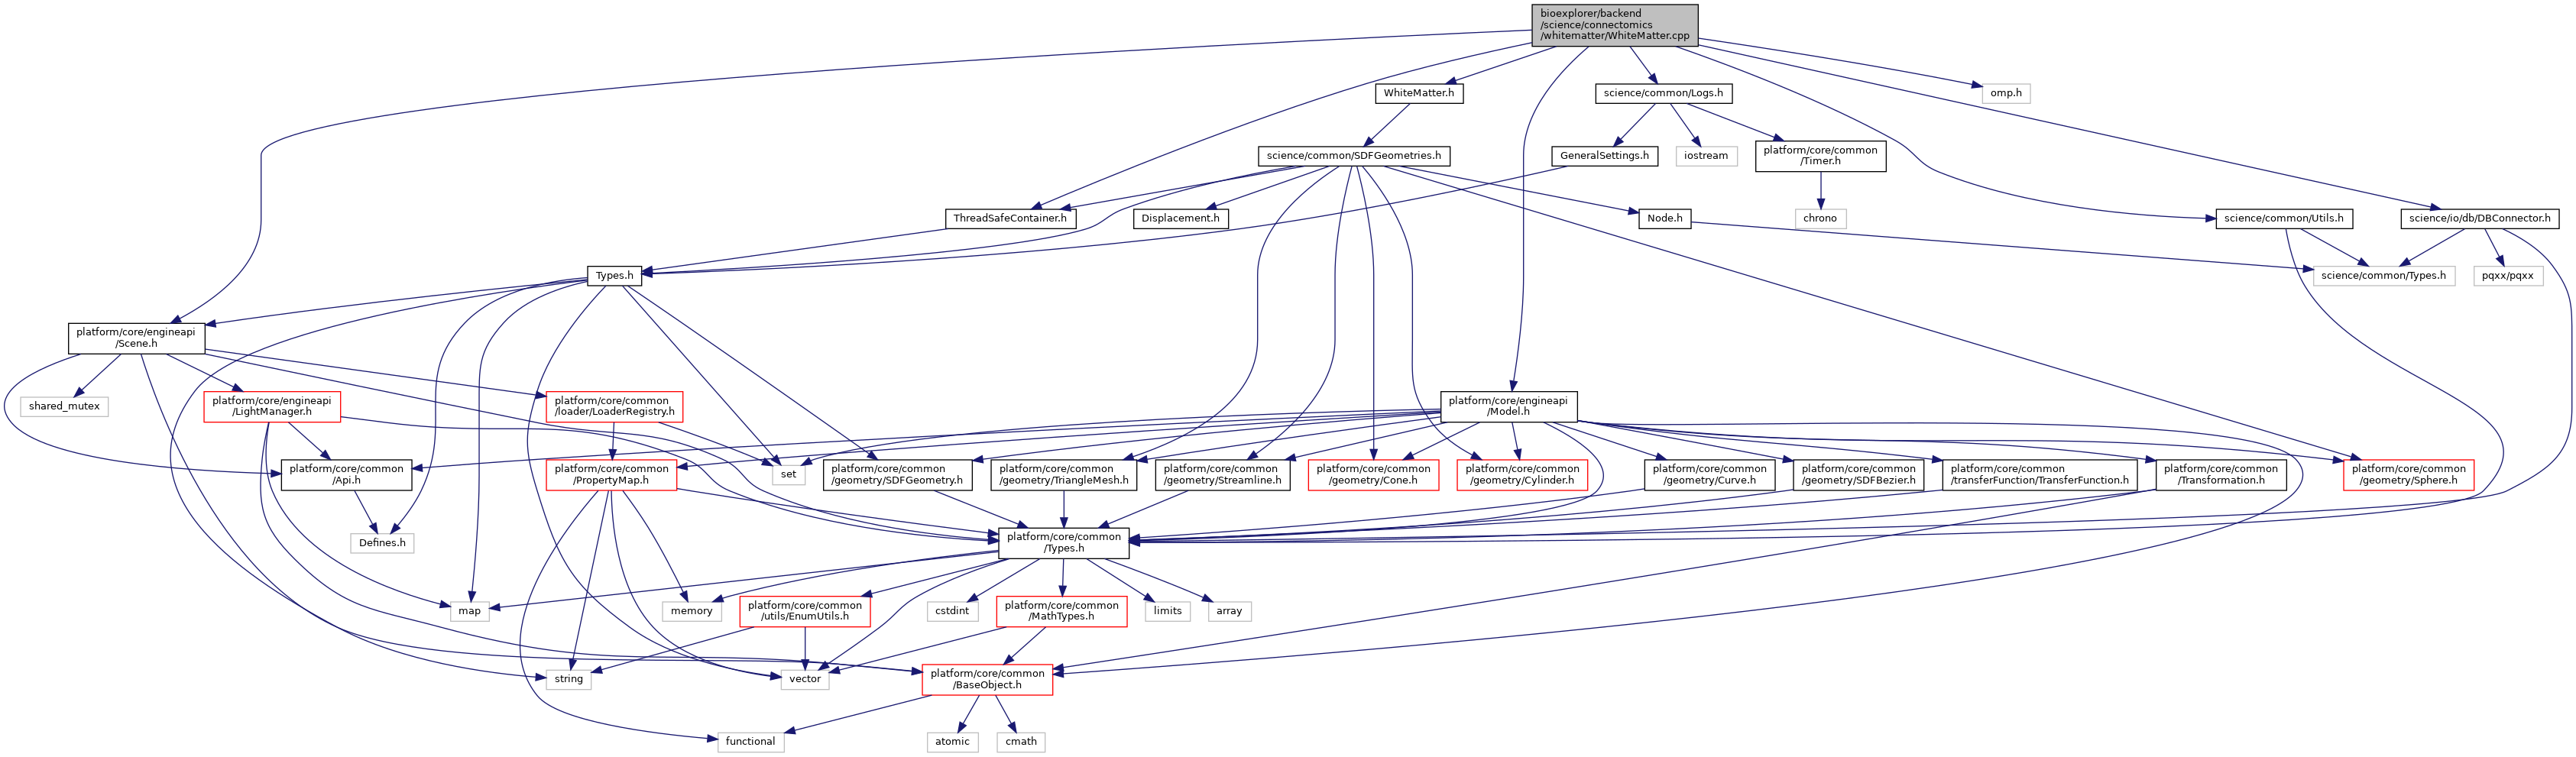 bioexplorer/backend
/science/connectomics
/whitematter/WhiteMatter.cpp
WhiteMatter.h
science/common/Logs.h
omp.h
science/common/SDFGeometries.h
GeneralSettings.h
iostream
platform/core/common
/Timer.h
ThreadSafeContainer.h
Displacement.h
Node.h
chrono
science/common/Utils.h
science/io/db/DBConnector.h
Types.h
science/common/Types.h
pqxx/pqxx
platform/core/engineapi
/Scene.h
shared_mutex
platform/core/engineapi
/LightManager.h
platform/core/common
/loader/LoaderRegistry.h
platform/core/engineapi
/Model.h
platform/core/common
/Api.h
platform/core/common
/PropertyMap.h
set
platform/core/common
/geometry/SDFGeometry.h
platform/core/common
/geometry/TriangleMesh.h
platform/core/common
/geometry/Streamline.h
platform/core/common
/geometry/Cone.h
platform/core/common
/geometry/Cylinder.h
platform/core/common
/geometry/Curve.h
platform/core/common
/geometry/SDFBezier.h
platform/core/common
/transferFunction/TransferFunction.h
platform/core/common
/Transformation.h
platform/core/common
/geometry/Sphere.h
Defines.h
platform/core/common
/Types.h
map
memory
platform/core/common
/utils/EnumUtils.h
cstdint
platform/core/common
/MathTypes.h
limits
array
string
vector
platform/core/common
/BaseObject.h
functional
atomic
cmath